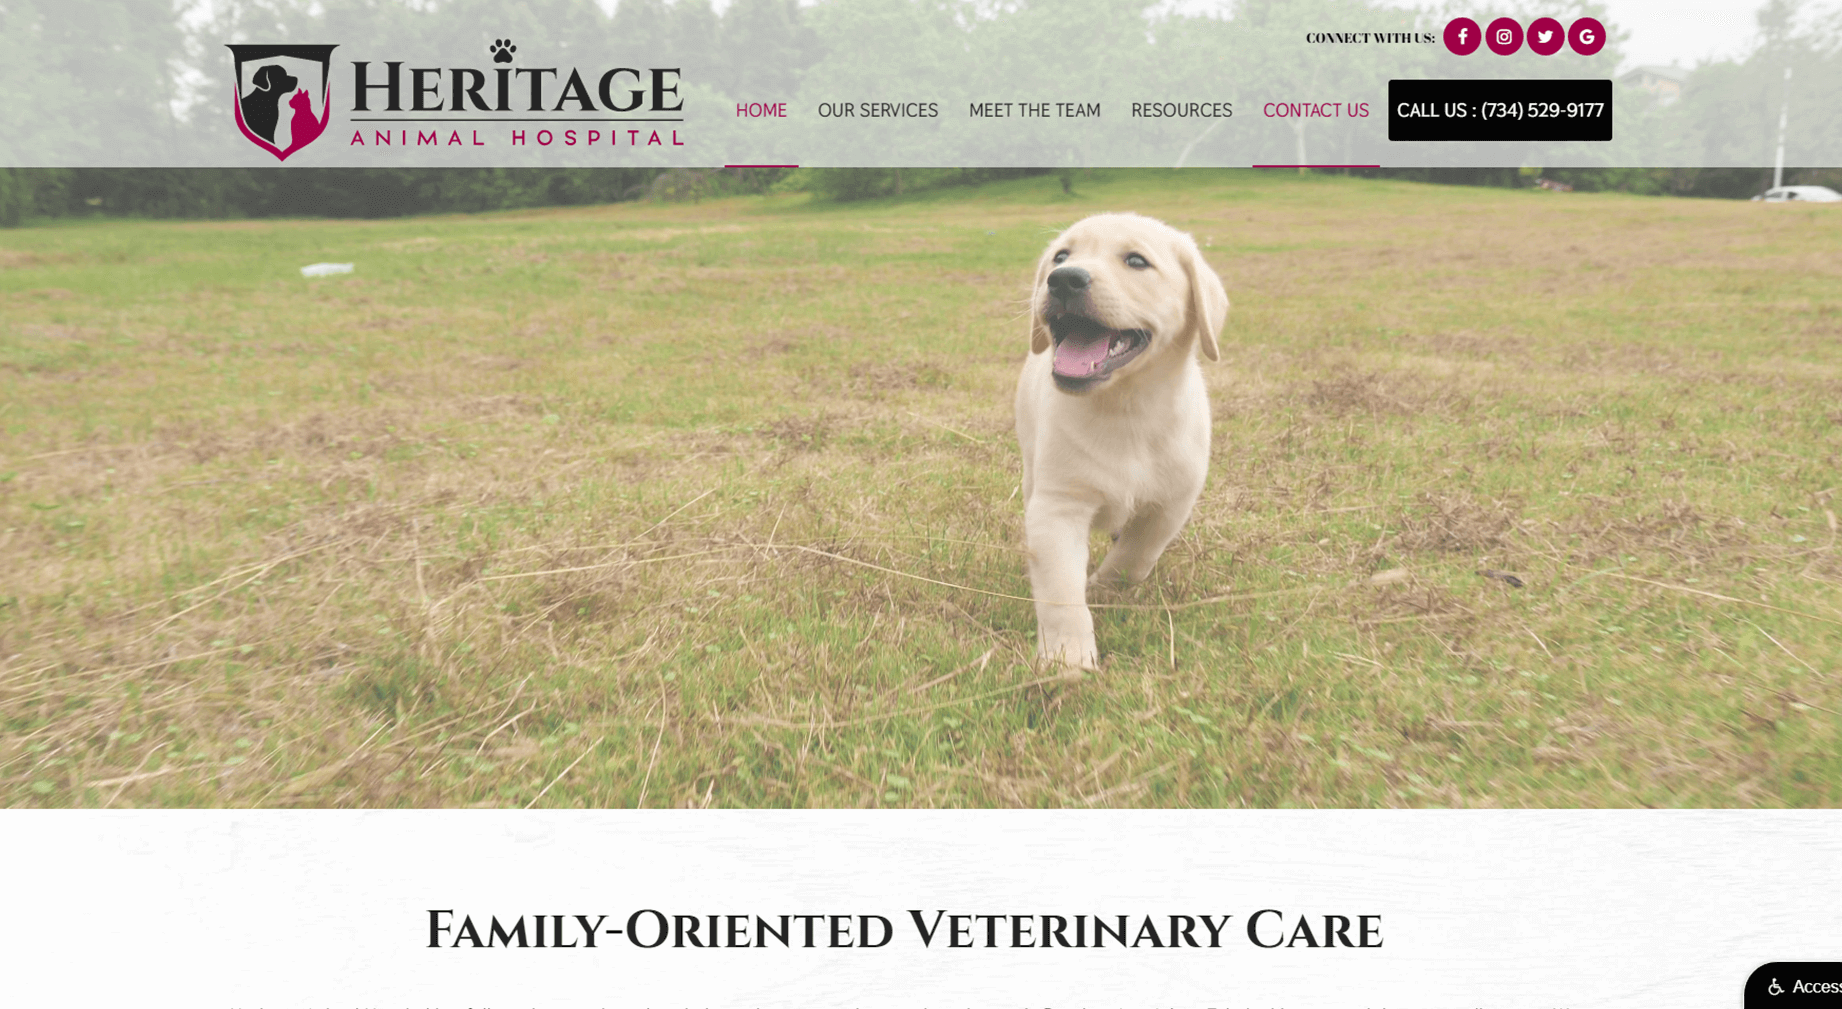 CONNECT WITH US:
HERITAGE
ANIMAL HOSPITAL
HOME
OUR SERVICES
MEET THE TEAM
RESOURCES
CONTACT US
CALL US : (734) 529-9177
FAMILY-ORIENTED VETERINARY CARE
Access